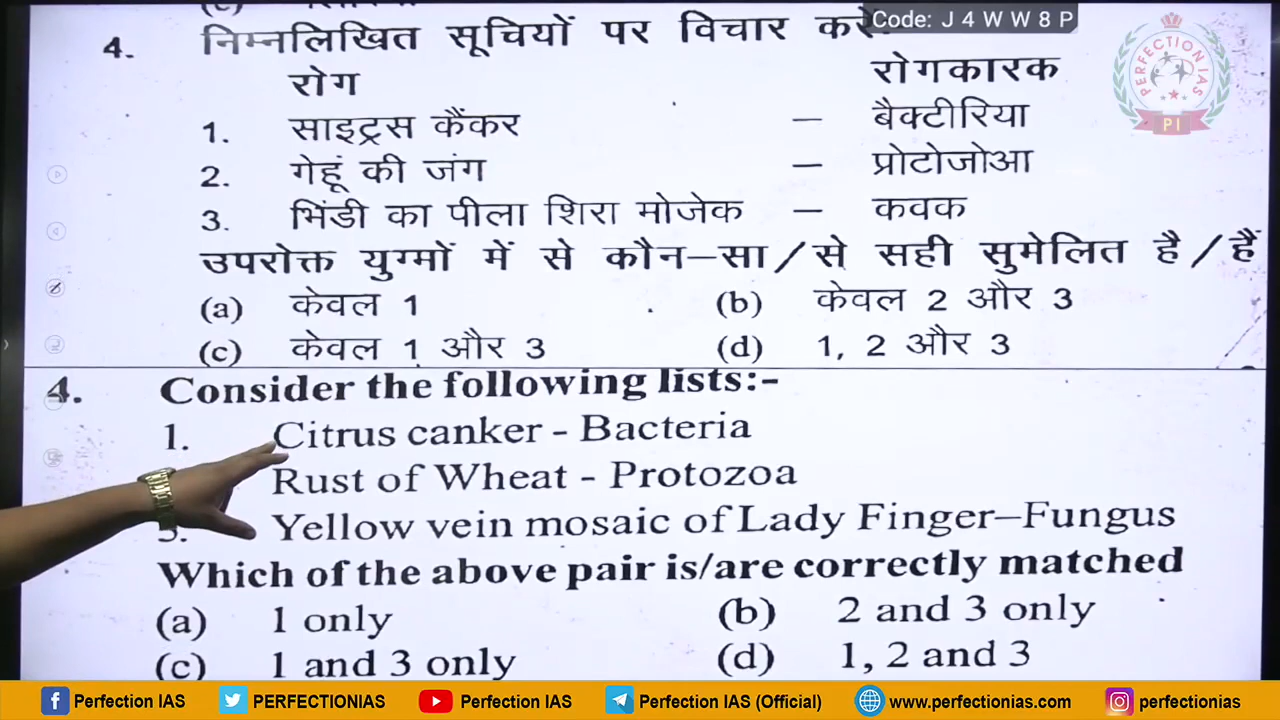 Code: J 4 W W 8 P
4. निम्नलिखित सूचियों पर विचार करें:-
रोग रोगकारक
1. साइट्रस कैंकर – बैक्टीरिया
2. गेहूं की जंग – प्रोटोजोआ
3. भिंडी का पीला शिरा मोजेक – कवक
उपरोक्त युग्मों में से कौन–सा/से सही सुमेलित है/हैं
(a) केवल 1 (b) केवल 2 और 3
(c) केवल 1 और 3 (d) 1, 2 और 3
4. Consider the following lists:-
1. Citrus canker - Bacteria
Rust of Wheat - Protozoa
3. Yellow vein mosaic of Lady Finger–Fungus
Which of the above pair is/are correctly matched
(a) 1 only (b) 2 and 3 only
(c) 1 and 3 only (d) 1, 2 and 3
PERFECTION IAS
PI
Perfection IAS PERFECTIONIAS Perfection IAS Perfection IAS (Official) www.perfectionias.com perfectionias